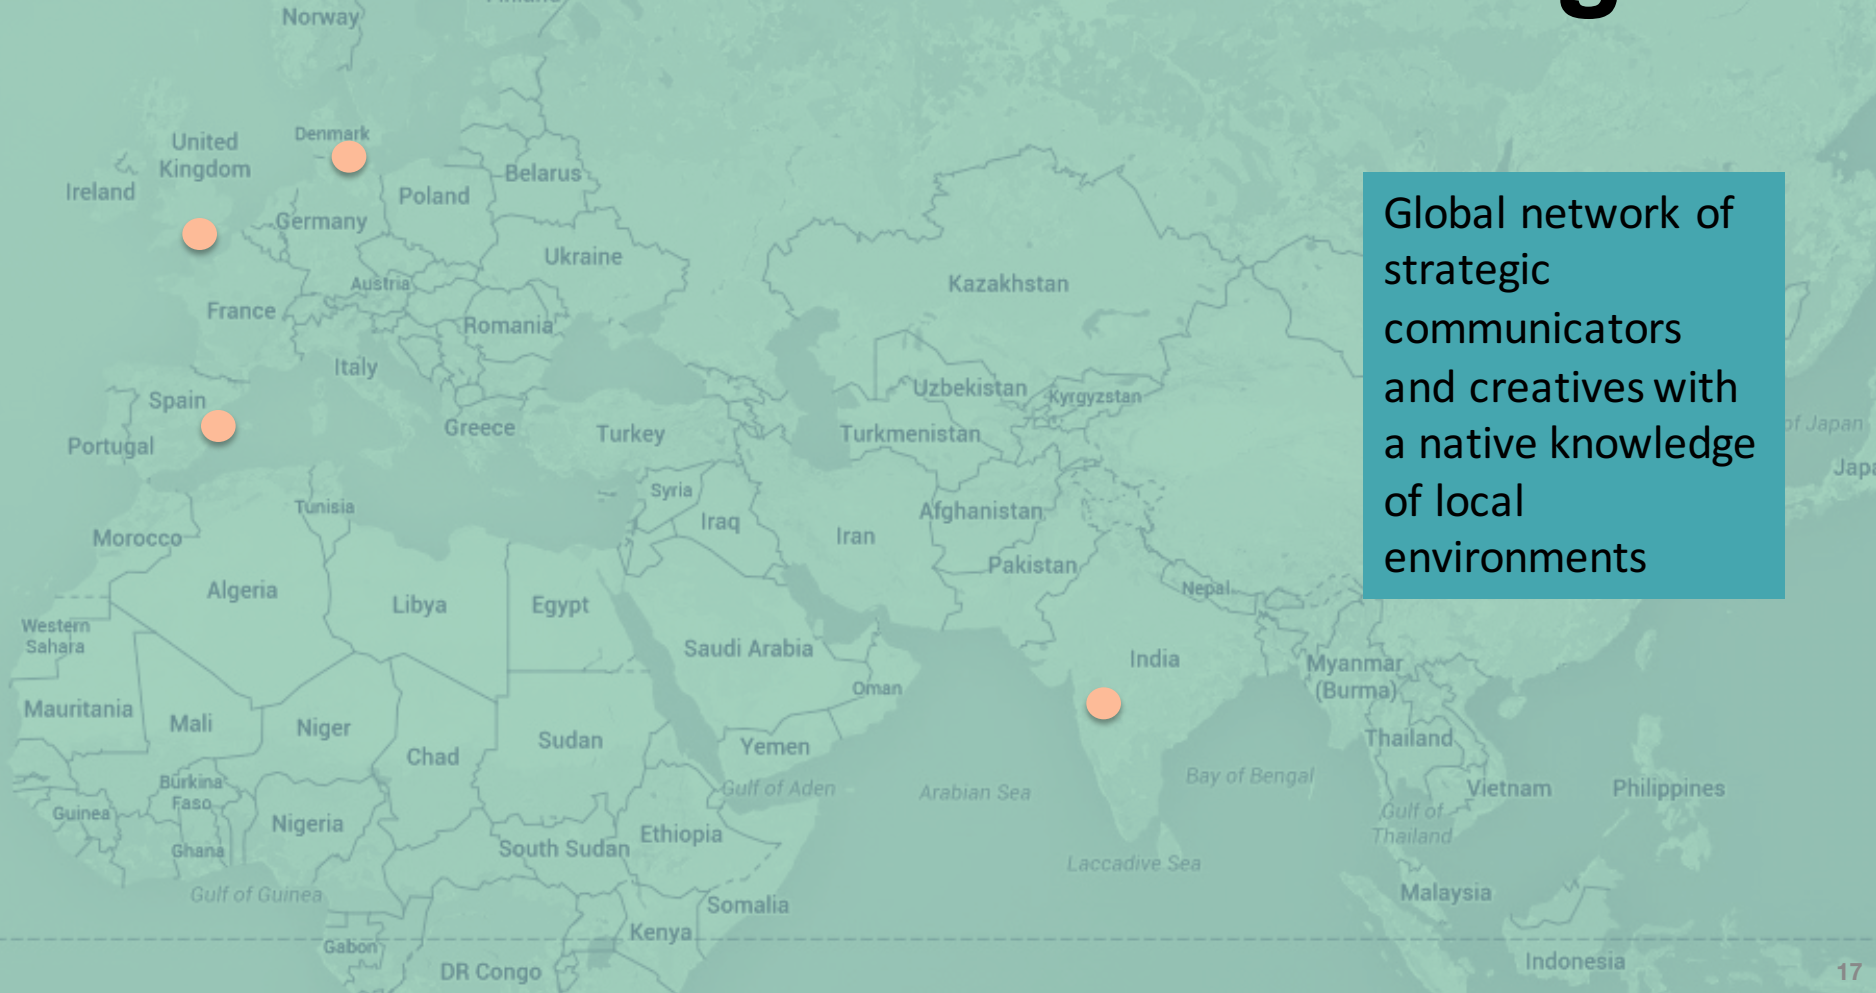 g
Norway
Denmark
United
Kingdom
Ireland
Belarus
Poland
Germany
Ukraine
Austria
Kazakhstan
France
Romania
Italy
Uzbekistan
Kyrgyzstan
Spain
Greece
Turkey
Turkmenistan
Portugal
of Japan
Syria
Tunisia
Iraq
Afghanistan
Morocco
Iran
Pakistan
Algeria
Libya
Egypt
Nepal
Western
Sahara
Saudi Arabia
India
Myanmar
(Burma)
Oman
Mauritania
Mali
Niger
Sudan
Yemen
Thailand
Chad
Burkina
Faso
Gulf of Aden
Arabian Sea
Bay of Bengal
Vietnam
Philippines
Guinea
Nigeria
Gulf of
Thailand
Ethiopia
Ghana
South Sudan
Laccadive Sea
Gulf of Guinea
Malaysia
Somalia
Kenya
Gabon
DR Congo
Indonesia
Global network of
strategic
communicators
and creatives with
a native knowledge
of local
environments
17